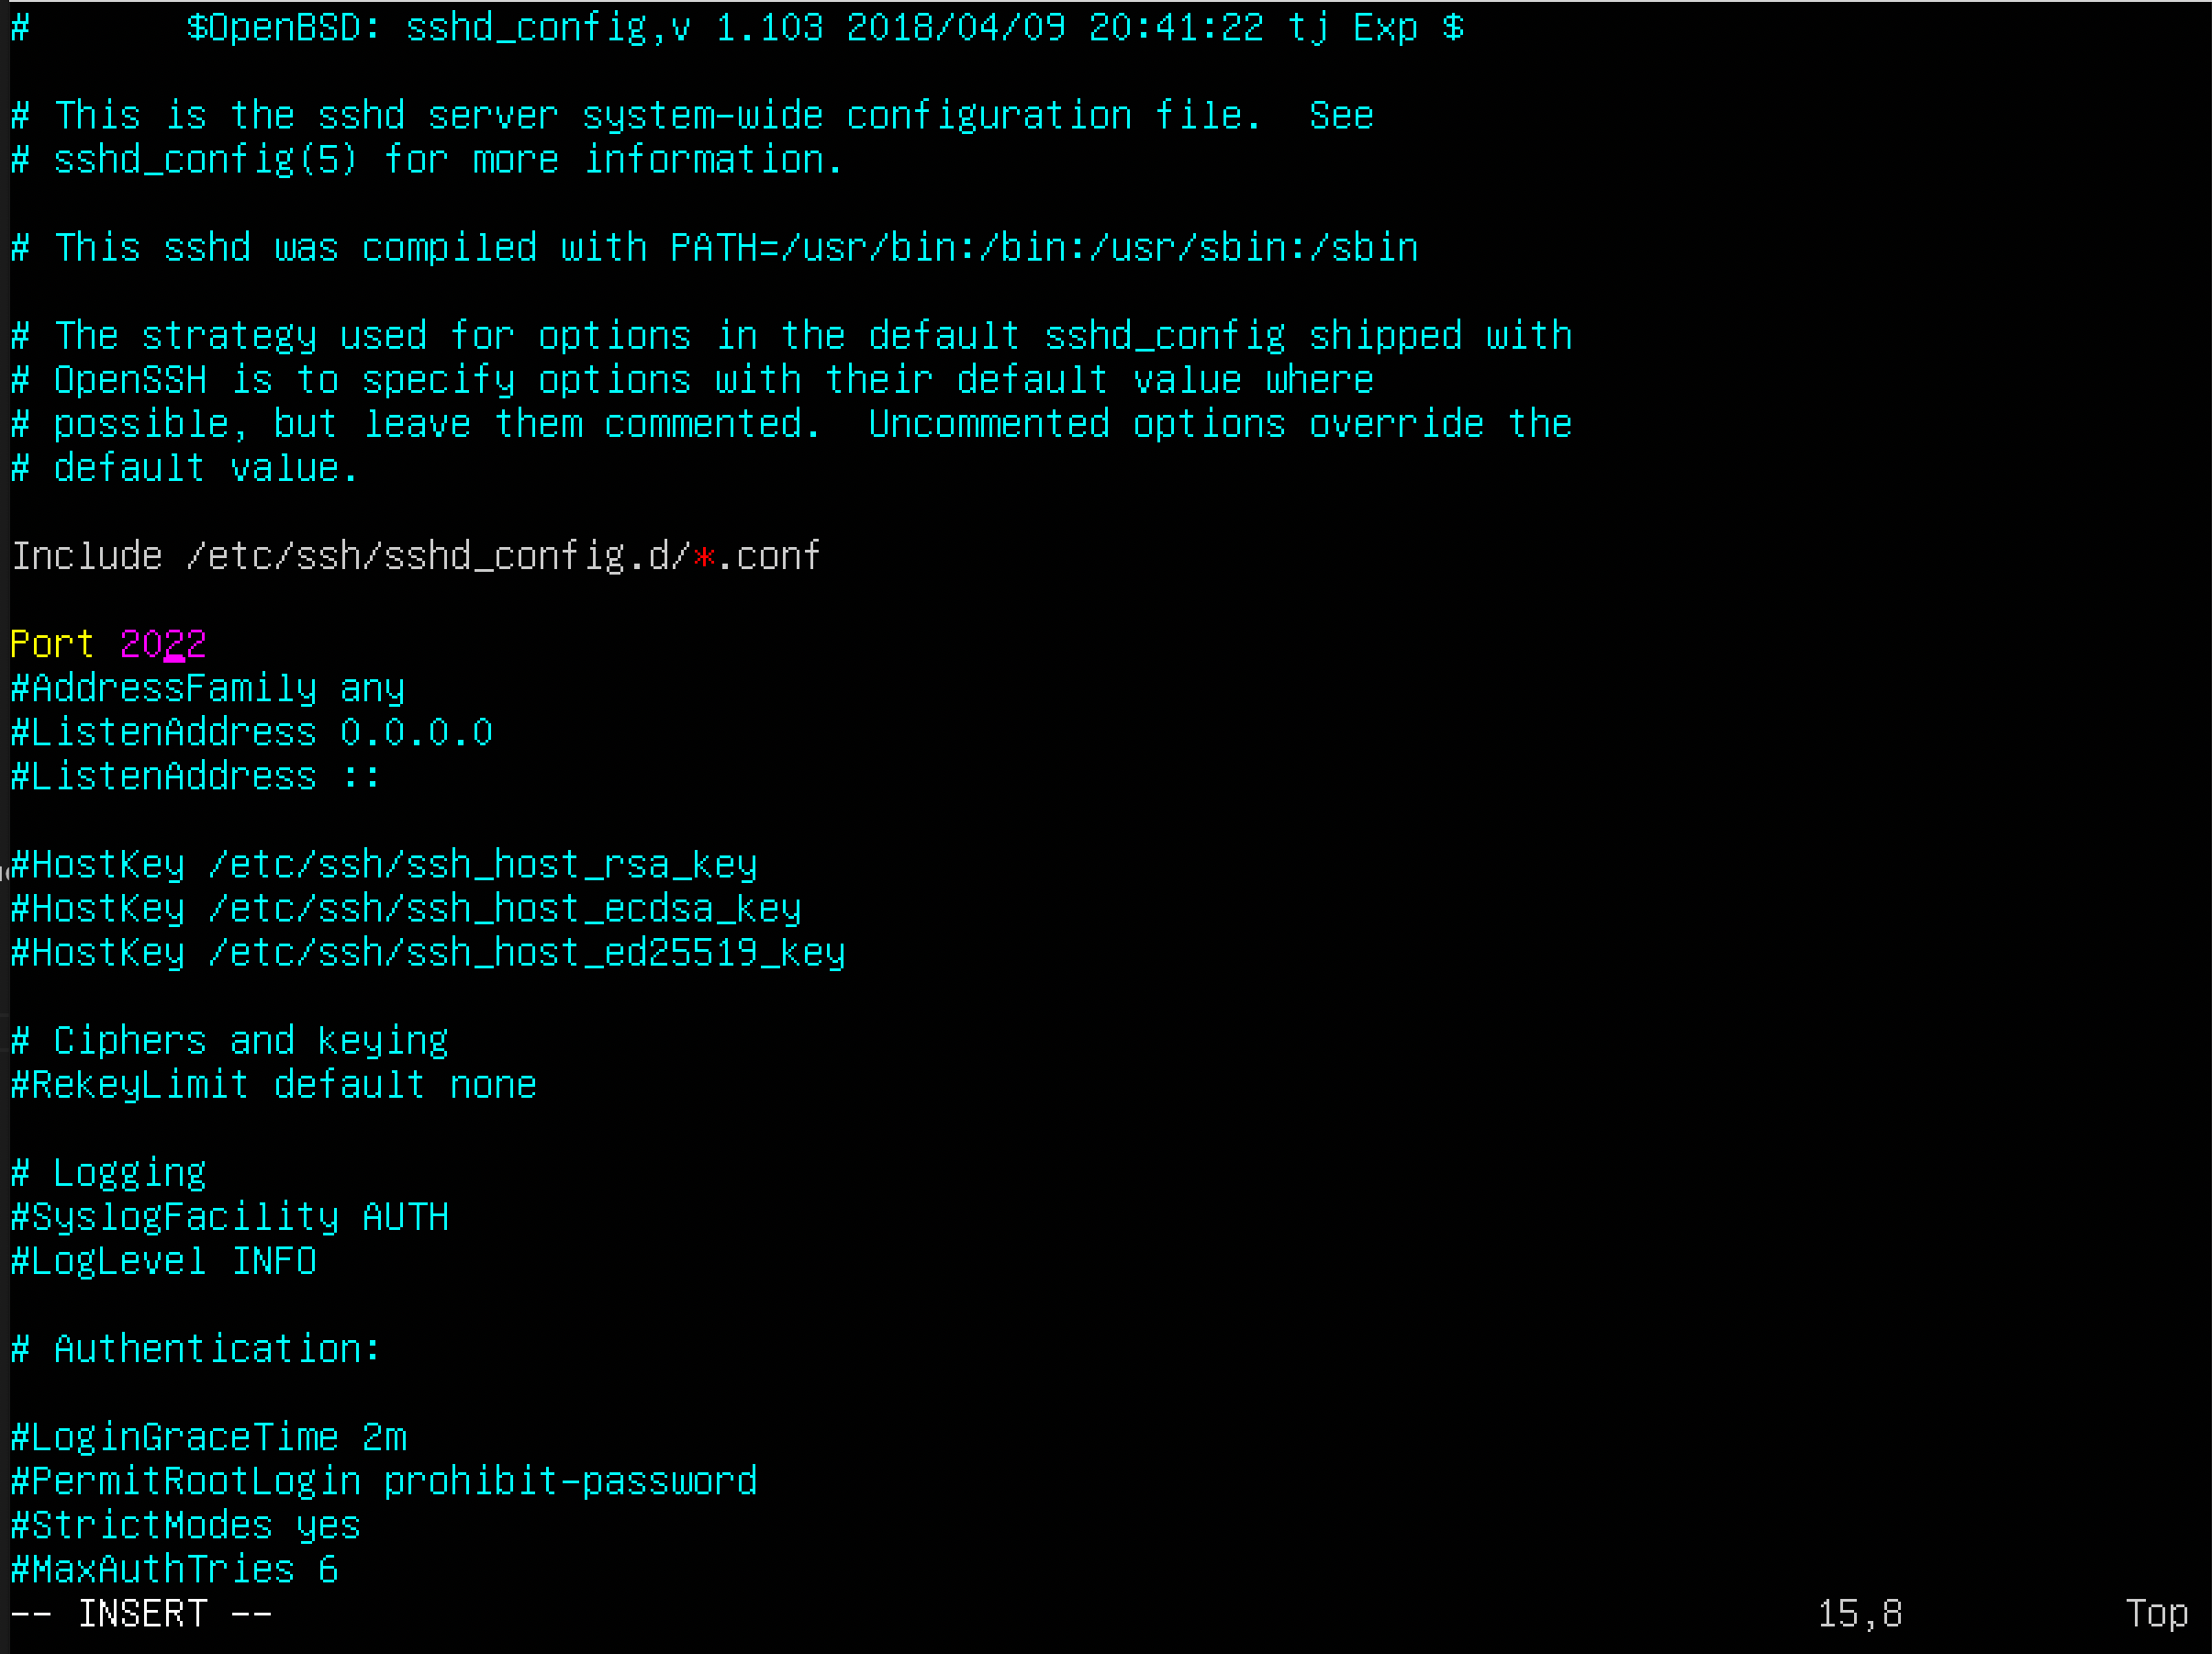 #       $OpenBSD: sshd_config,v 1.103 2018/04/09 20:41:22 tj Exp $
# This is the sshd server system-wide configuration file.  See
# sshd_config(5) for more information.
# This sshd was compiled with PATH=/usr/bin:/bin:/usr/sbin:/sbin
# The strategy used for options in the default sshd_config shipped with
# OpenSSH is to specify options with their default value where
# possible, but leave them commented.  Uncommented options override the
# default value.
Include /etc/ssh/sshd_config.d/*.conf
Port 2022
#AddressFamily any
#ListenAddress 0.0.0.0
#ListenAddress ::
#HostKey /etc/ssh/ssh_host_rsa_key
#HostKey /etc/ssh/ssh_host_ecdsa_key
#HostKey /etc/ssh/ssh_host_ed25519_key
# Ciphers and keying
#RekeyLimit default none
# Logging
#SyslogFacility AUTH
#LogLevel INFO
# Authentication:
#LoginGraceTime 2m
#PermitRootLogin prohibit-password
#StrictModes yes
#MaxAuthTries 6
-- INSERT -- 15,8 Top